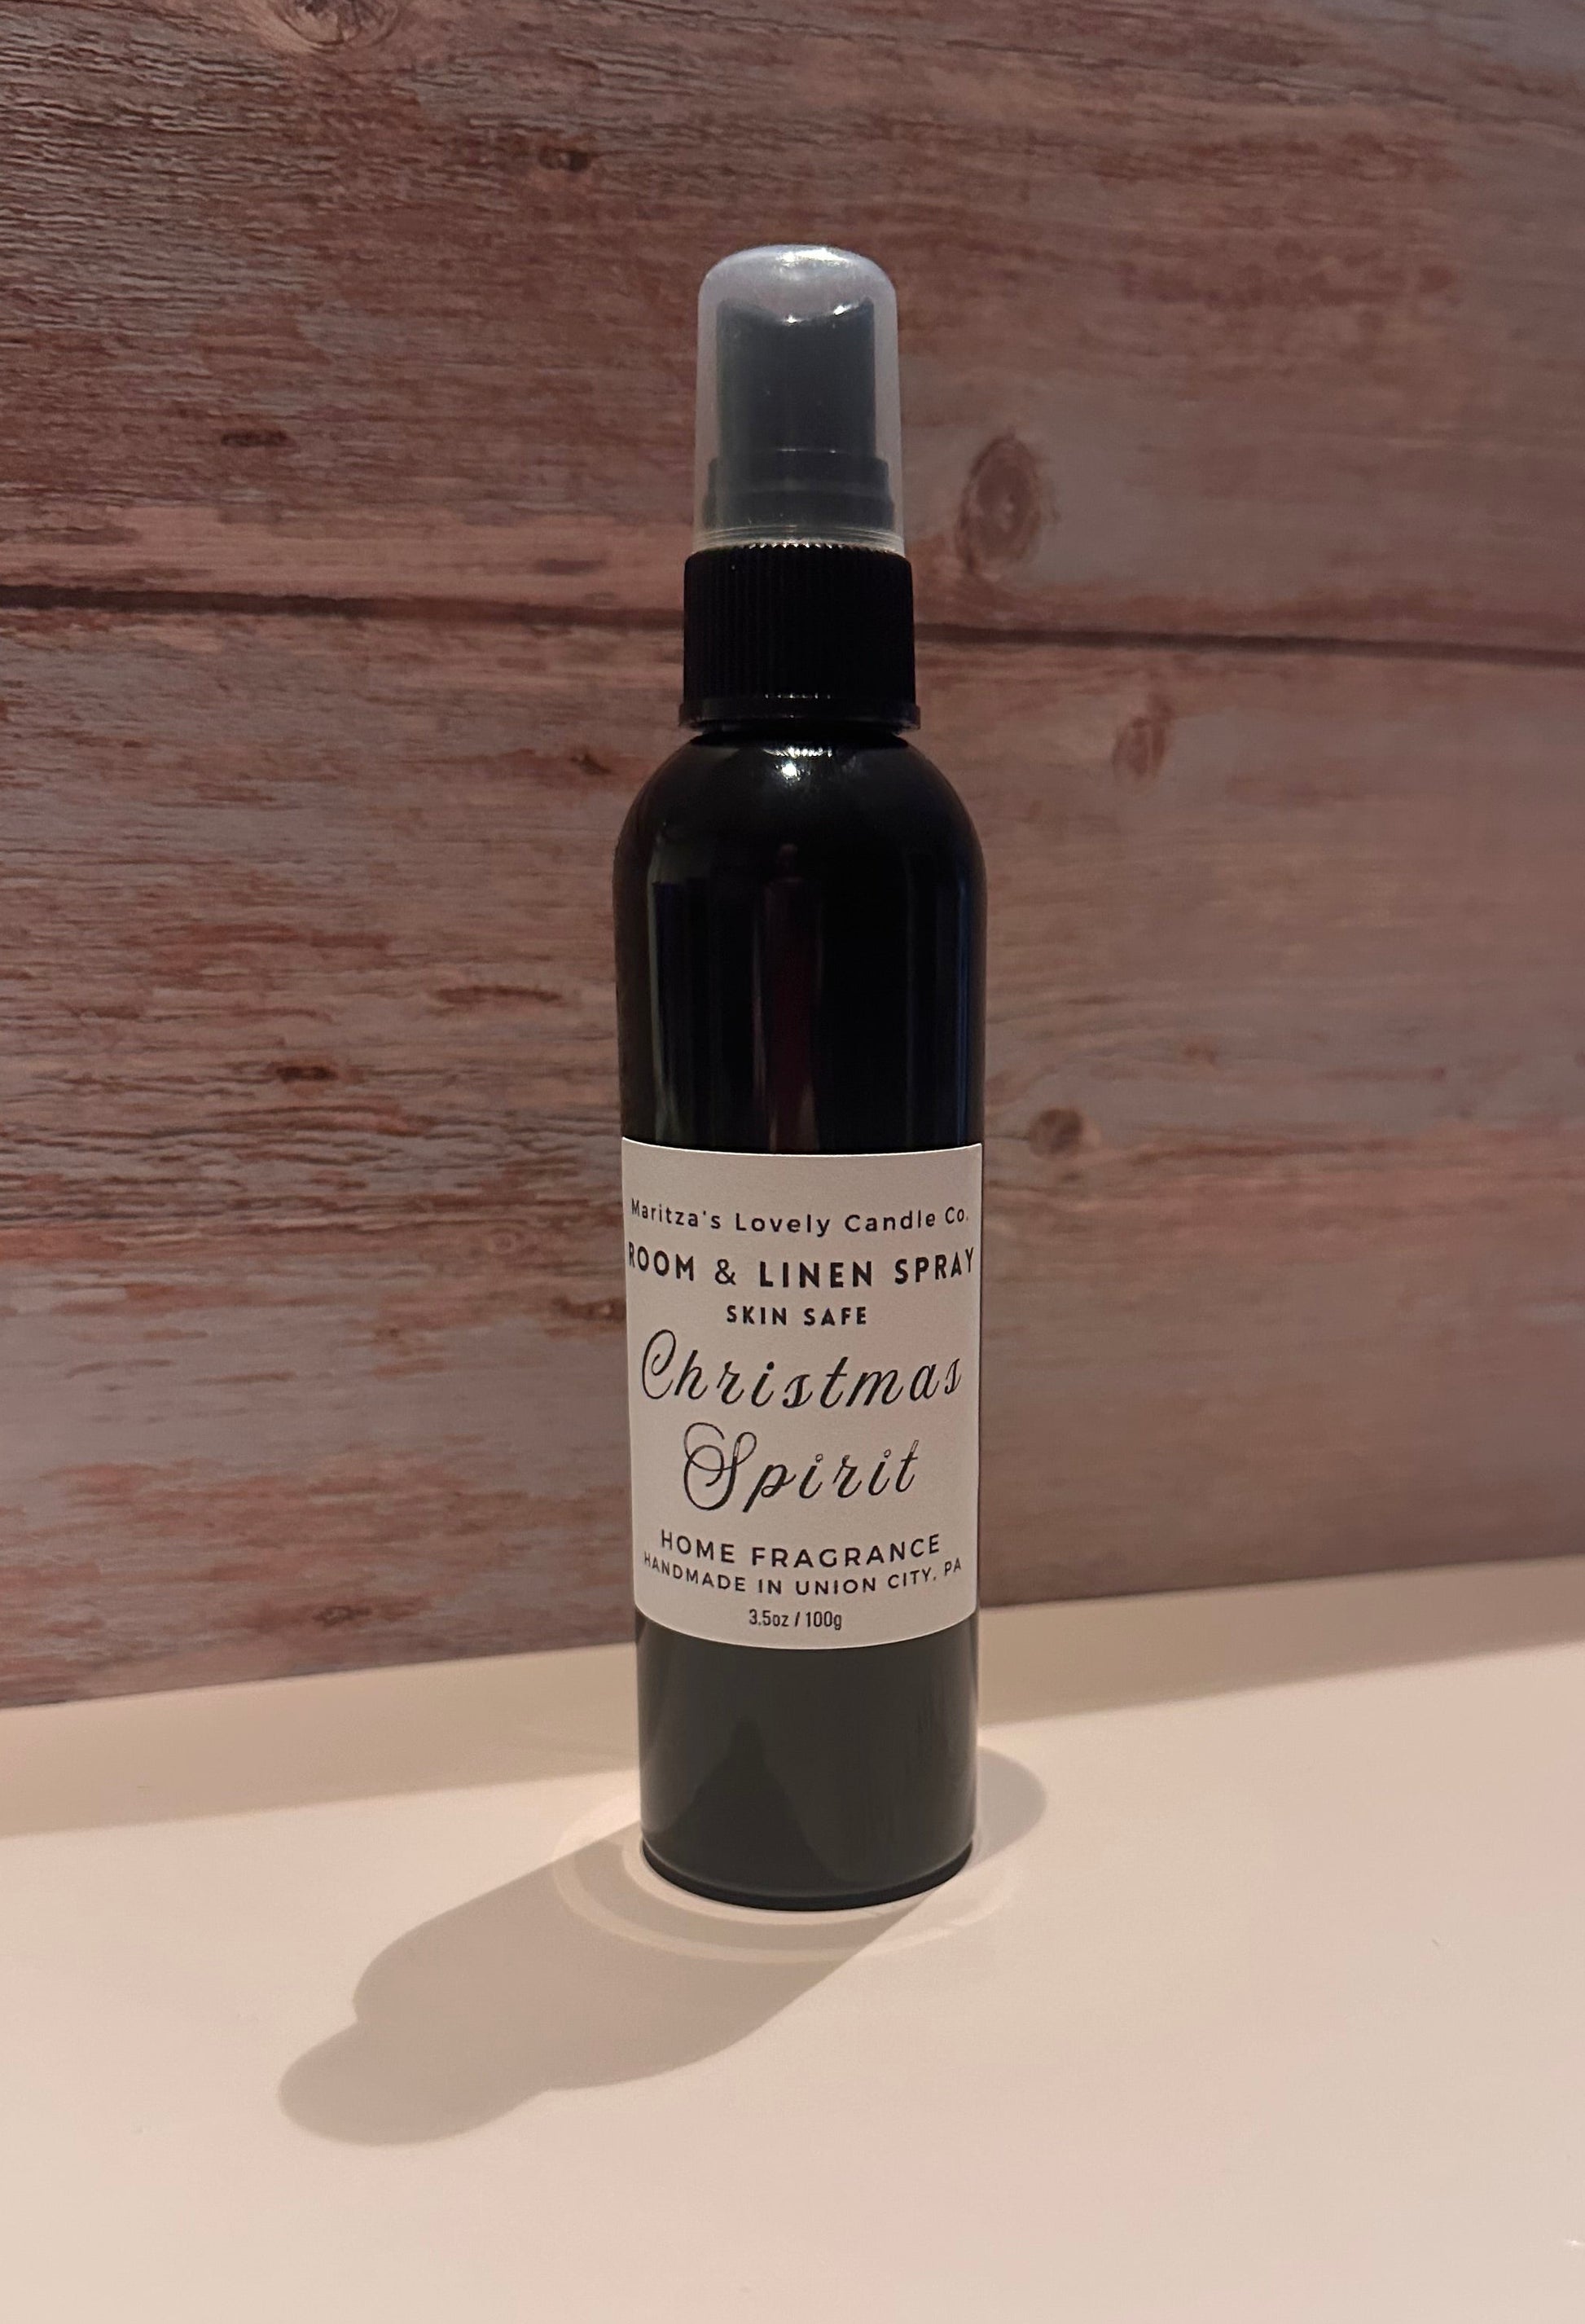 Maritza's Lovely Candle Co.
ROOM & LINEN SPRAY
SKIN SAFE
Christmas
Spirit
HOME FRAGRANCE
HANDMADE IN UNION CITY, PA
3.5oz / 100g